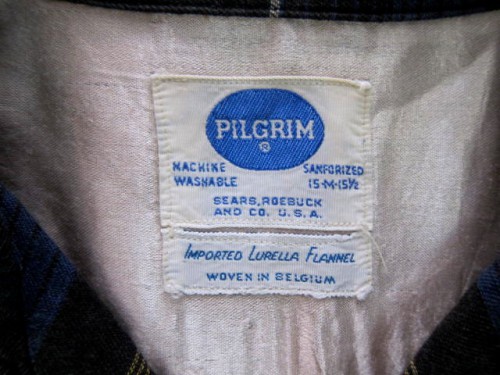 PILGRIM
®
MACHINE SANFORIZED
WASHABLE 15-M-15½
SEARS, ROEBUCK
AND CO. U.S.A.
IMPORTED LURELLA FLANNEL
WOVEN IN BELGIUM